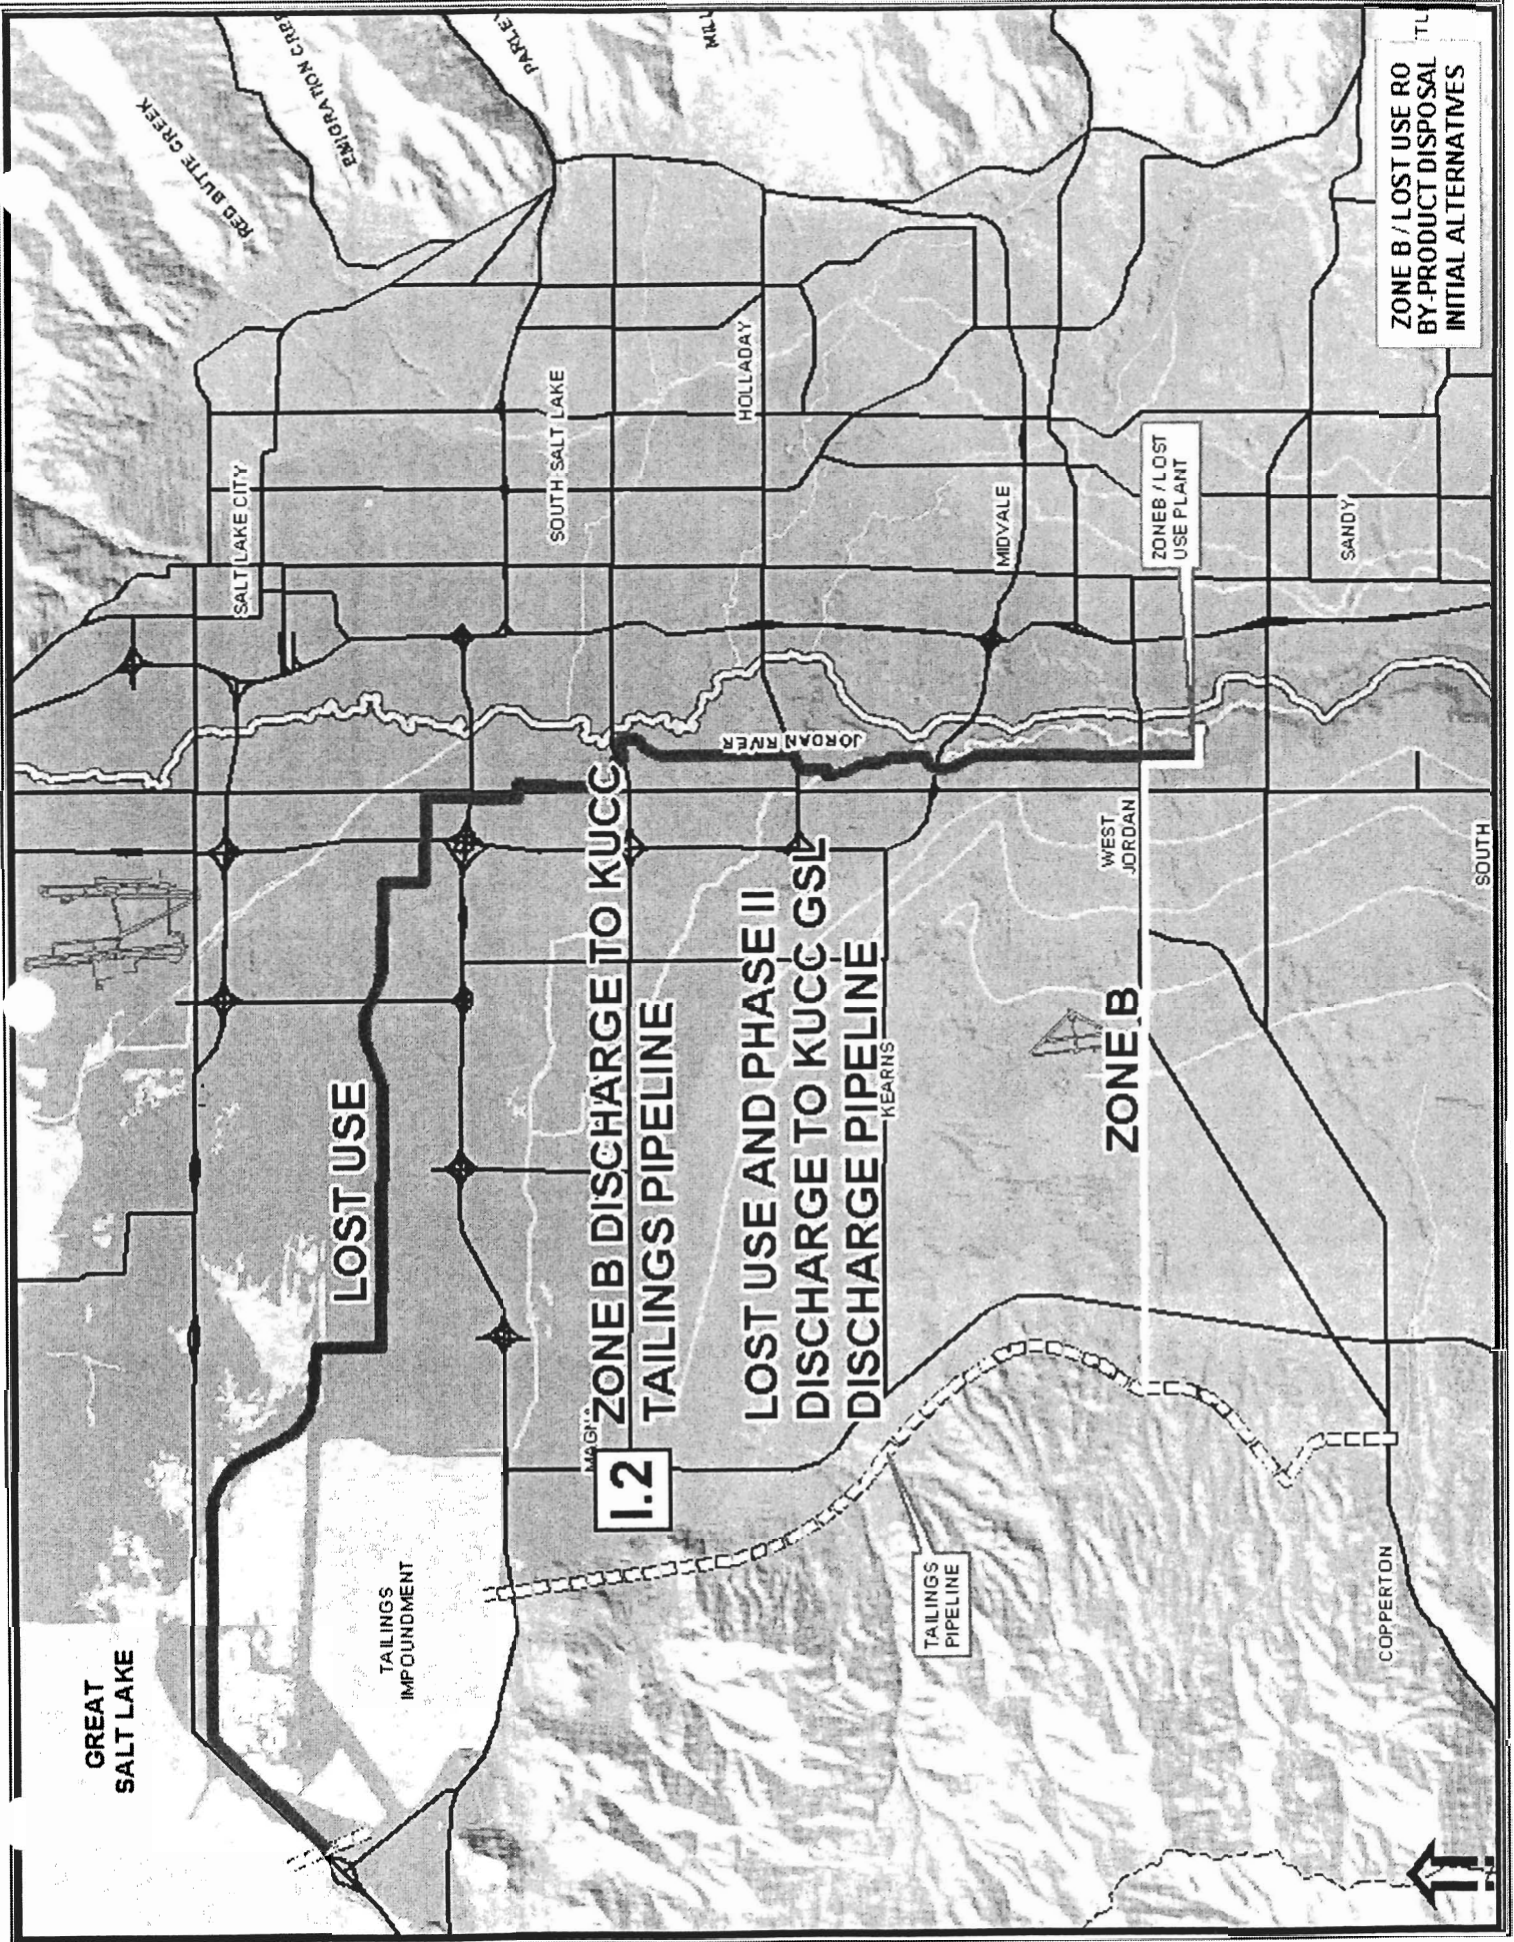 GREAT
SALT LAKE
TAILINGS
IMPOUNDMENT
LOST USE
SALT LAKE CITY
RED BUTTE CREEK
EMIGRATION
SOUTH SALT LAKE
HOLLADAY
I.2
ZONE B DISCHARGE TO KUCC
TAILINGS PIPELINE
LOST USE AND PHASE II
DISCHARGE TO KUCC GSL
DISCHARGE PIPELINE
JORDAN RIVER
KEARNS
TAILINGS
PIPELINE
MIDVALE
ZONE B
WEST
JORDAN
ZONEB / LOST
USE PLANT
SANDY
COPPERTON
SOUTH
ZONE B / LOST USE RO
BY-PRODUCT DISPOSAL
INITIAL ALTERNATIVES